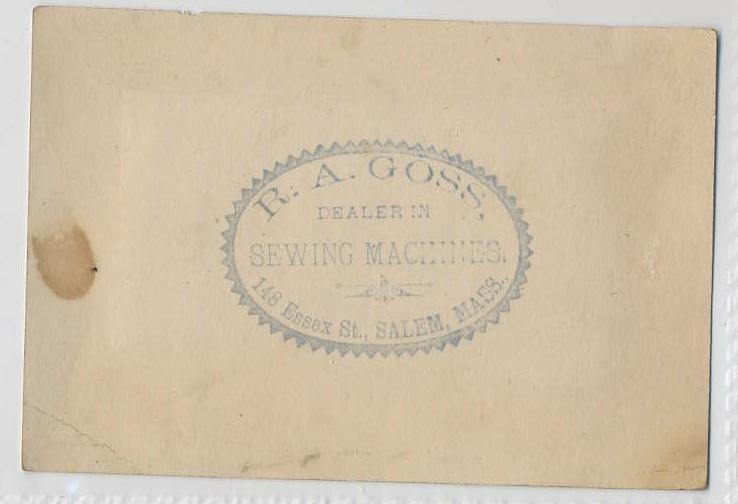 R. A. GOSS,
DEALER IN
SEWING MACHINES.
148 Essex St., SALEM, MASS.